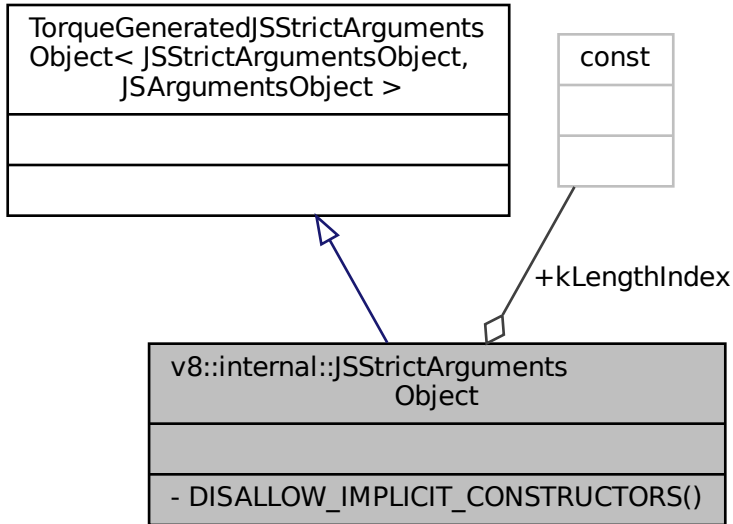 TorqueGeneratedJSStrictArguments
Object< JSStrictArgumentsObject,
JSArgumentsObject >
const
+kLengthIndex
v8::internal::JSStrictArguments
Object
- DISALLOW_IMPLICIT_CONSTRUCTORS()